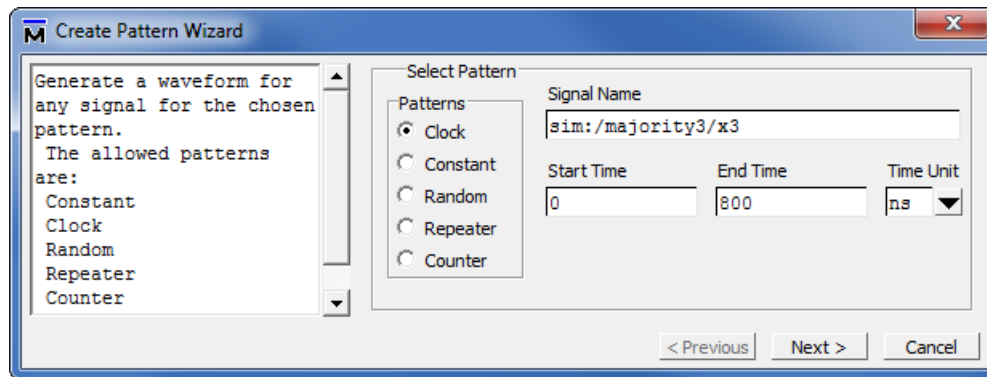 Create Pattern Wizard
Generate a waveform for
any signal for the chosen
pattern.
The allowed patterns
are:
Constant
Clock
Random
Repeater
Counter
Select Pattern
Patterns
Clock
Constant
Random
Repeater
Counter
Signal Name
sim:/majority3/x3
Start Time End Time Time Unit
0 800 ns
< Previous Next > Cancel